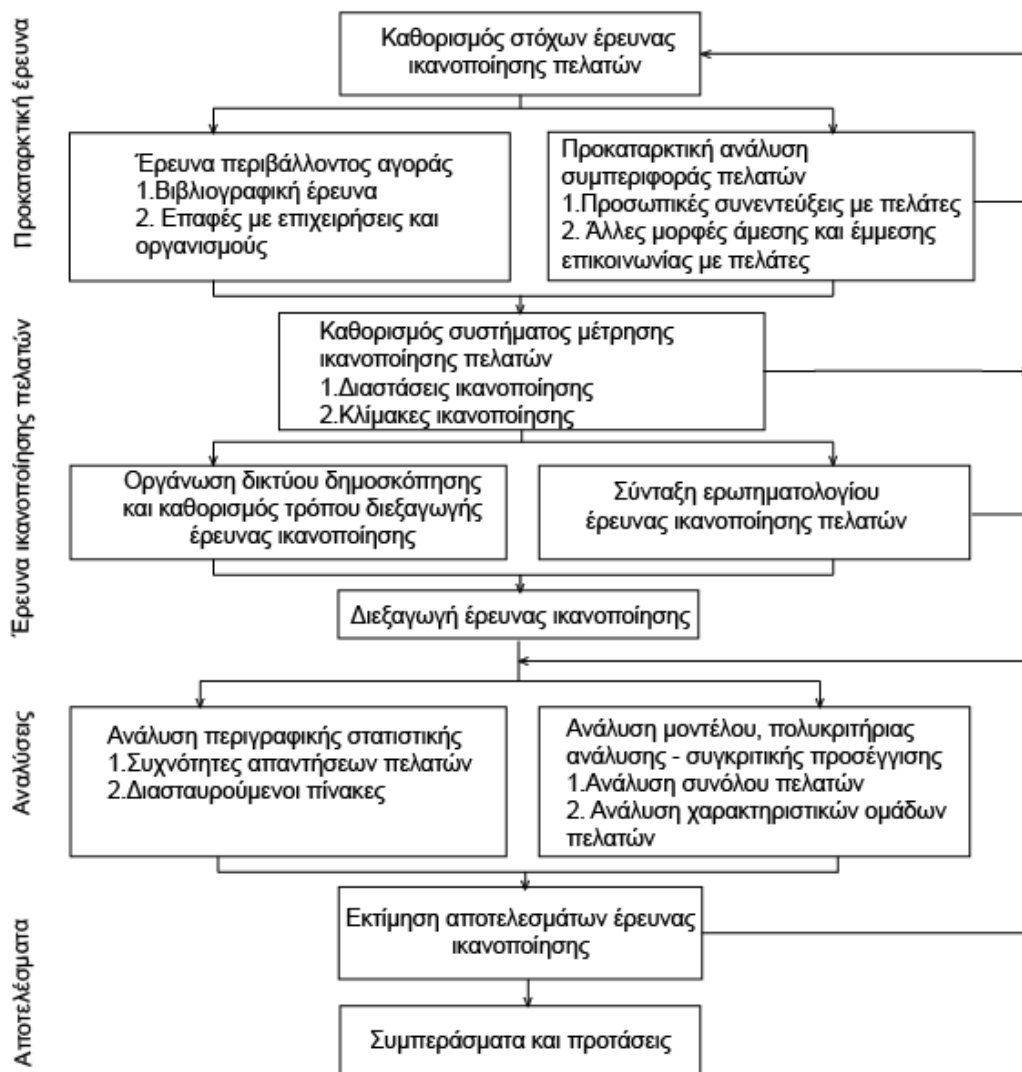 Προκαταρκτική έρευνα
Καθορισμός στόχων έρευνας
ικανοποίησης πελατών
Έρευνα περιβάλλοντος αγοράς
1.Βιβλιογραφική έρευνα
2. Επαφές με επιχειρήσεις και
οργανισμούς
Προκαταρκτική ανάλυση
συμπεριφοράς πελατών
1.Προσωπικές συνεντεύξεις με πελάτες
2. Άλλες μορφές άμεσης και έμμεσης
επικοινωνίας με πελάτες
Έρευνα ικανοποίησης πελατών
Καθορισμός συστήματος μέτρησης
ικανοποίησης πελατών
1.Διαστάσεις ικανοποίησης
2.Κλίμακες ικανοποίησης
Οργάνωση δικτύου δημοσκόπησης
και καθορισμός τρόπου διεξαγωγής
έρευνας ικανοποίησης
Σύνταξη ερωτηματολογίου
έρευνας ικανοποίησης πελατών
Διεξαγωγή έρευνας ικανοποίησης
Αναλύσεις
Ανάλυση περιγραφικής στατιστικής
1.Συχνότητες απαντήσεων πελατών
2.Διασταυρούμενοι πίνακες
Ανάλυση μοντέλου, πολυκριτήριας
ανάλυσης - συγκριτικής προσέγγισης
1.Ανάλυση συνόλου πελατών
2. Ανάλυση χαρακτηριστικών ομάδων
πελατών
Αποτελέσματα
Εκτίμηση αποτελεσμάτων έρευνας
ικανοποίησης
Συμπεράσματα και προτάσεις